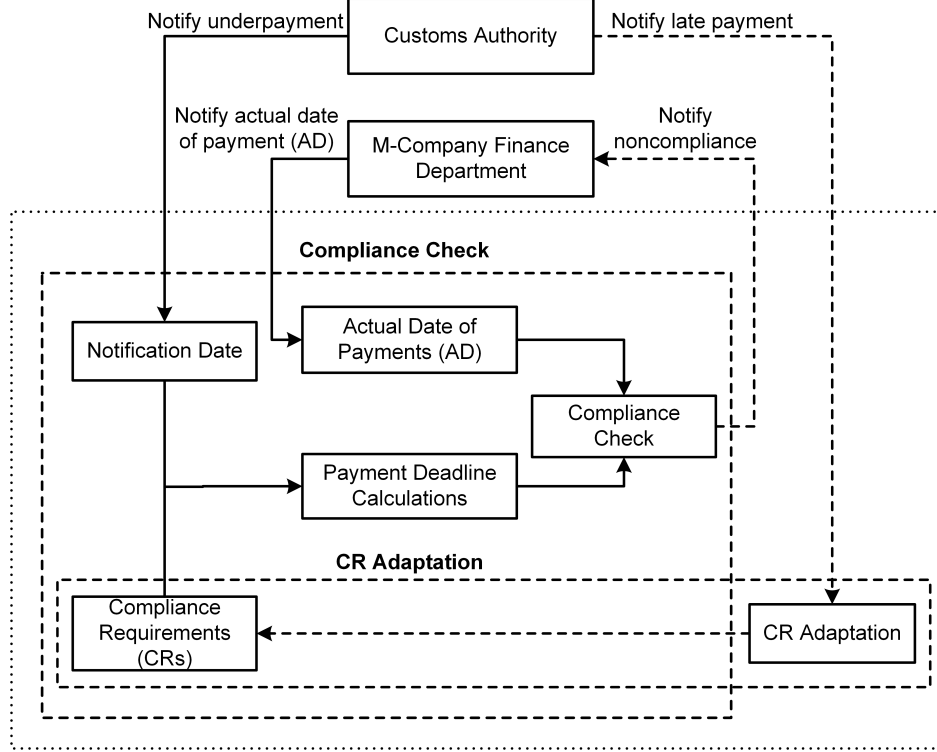 Notify underpayment
Customs Authority
Notify late payment
Notify actual date
of payment (AD)
M-Company Finance
Department
Notify
noncompliance
Compliance Check
Notification Date
Actual Date of
Payments (AD)
Compliance
Check
Payment Deadline
Calculations
CR Adaptation
Compliance
Requirements
(CRs)
CR Adaptation